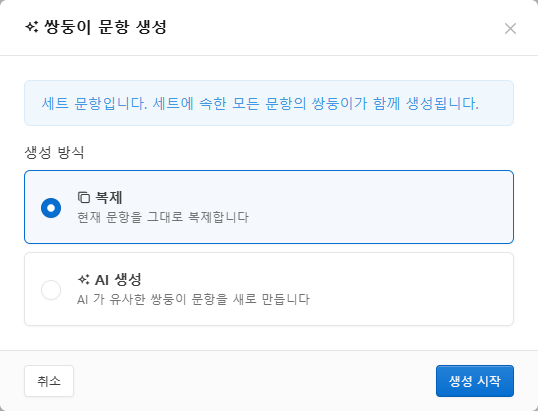 쌍둥이 문항 생성
세트 문항입니다. 세트에 속한 모든 문항의 쌍둥이가 함께 생성됩니다.
생성 방식
복제
현재 문항을 그대로 복제합니다
AI 생성
AI 가 유사한 쌍둥이 문항을 새로 만듭니다
취소
생성 시작